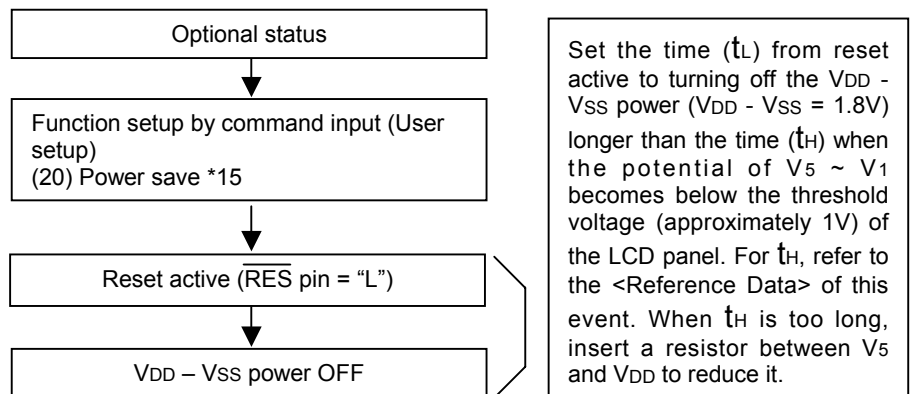 Optional status
Function setup by command input (User
setup)
(20) Power save *15
Reset active (R̅E̅S̅ pin = “L”)
VDD – VSS power OFF
Set the time (tL) from reset
active to turning off the VDD -
VSS power (VDD - VSS = 1.8V)
longer than the time (tH) when
the potential of V5 ~ V1
becomes below the threshold
voltage (approximately 1V) of
the LCD panel. For tH, refer to
the <Reference Data> of this
event. When tH is too long,
insert a resistor between V5
and VDD to reduce it.